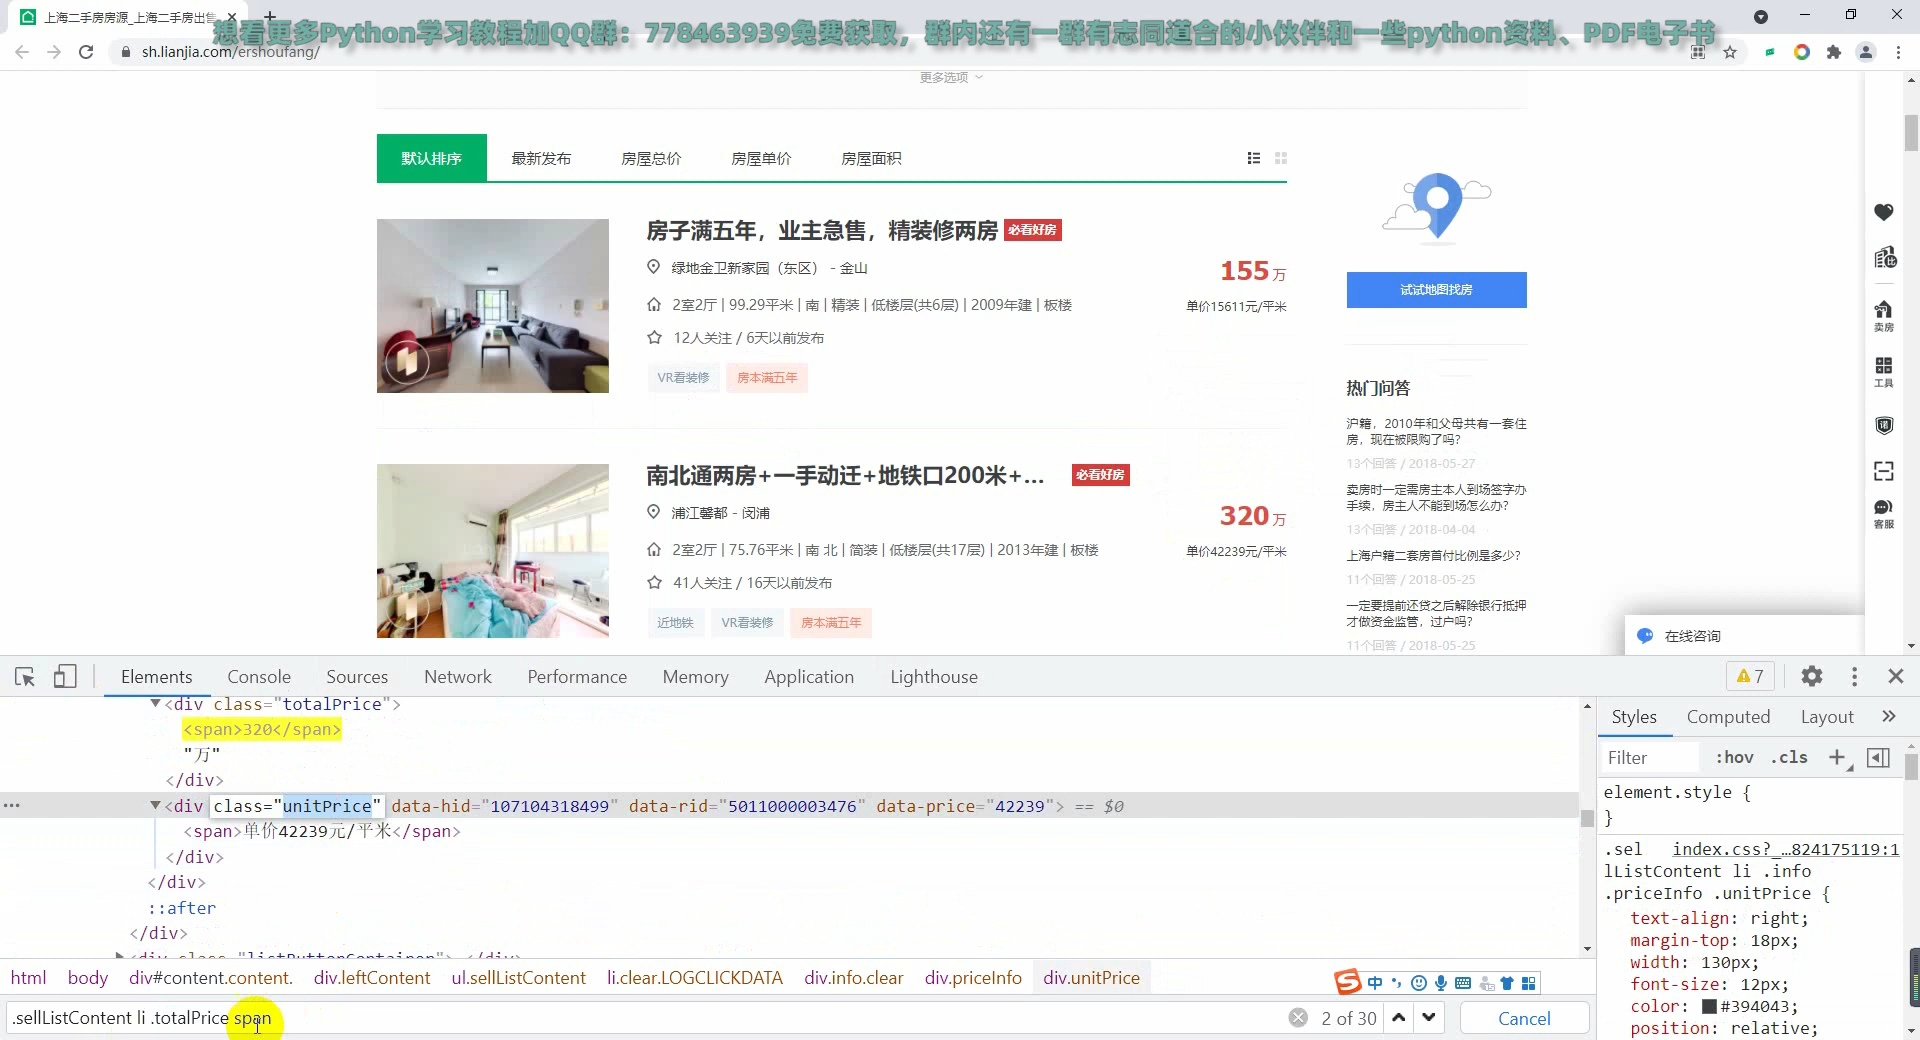 上海二手房房源_上海二手房出售
想看更多Python学习教程加QQ群：778463939免费获取，群内还有一群有志同道合的小伙伴和一些python资料、PDF电子书
sh.lianjia.com/ershoufang/
更多选项
默认排序 最新发布 房屋总价 房屋单价 房屋面积
房子满五年，业主急售，精装修两房 必看好房
绿地金卫新家园（东区） - 金山
155万
2室2厅 | 99.29平米 | 南 | 精装 | 低楼层(共6层) | 2009年建 | 板楼
单价15611元/平米
12人关注 / 6天以前发布
VR看装修 房本满五年
南北通两房+一手动迁+地铁口200米+... 必看好房
浦江馨都 - 闵浦
320万
2室2厅 | 75.76平米 | 南 北 | 简装 | 低楼层(共17层) | 2013年建 | 板楼
单价42239元/平米
41人关注 / 16天以前发布
近地铁 VR看装修 房本满五年
试试地图找房
热门问答
沪籍，2010年和父母共有一套住
房，现在被限购了吗？
13个回答 / 2018-05-27
卖房时一定需房主本人到场签字办
手续，房主人不能到场怎么办？
13个回答 / 2018-04-04
上海户籍二套房首付比例是多少？
11个回答 / 2018-05-25
一定要提前还贷之后解除银行抵押
才做资金监管，过户吗？
11个回答 / 2018-05-25
卖房
工具
诺
客服
在线咨询
Elements Console Sources Network Performance Memory Application Lighthouse 7
<div class="totalPrice">
<span>320</span>
"万"
</div>
<div class="unitPrice" data-hid="107104318499" data-rid="5011000003476" data-price="42239"> == $0
<span>单价42239元/平米</span>
</div>
</div>
::after
</div>
<div class="listButtonContainer">…</div>
html body div#content.content. div.leftContent ul.sellListContent li.clear.LOGCLICKDATA div.info.clear div.priceInfo div.unitPrice
中
.sellListContent li .totalPrice span 2 of 30 Cancel
Styles Computed Layout
Filter :hov .cls
element.style {
}
.sel index.css?_…824175119:1
lListContent li .info
.priceInfo .unitPrice {
text-align: right;
margin-top: 18px;
width: 130px;
font-size: 12px;
color: #394043;
position: relative;